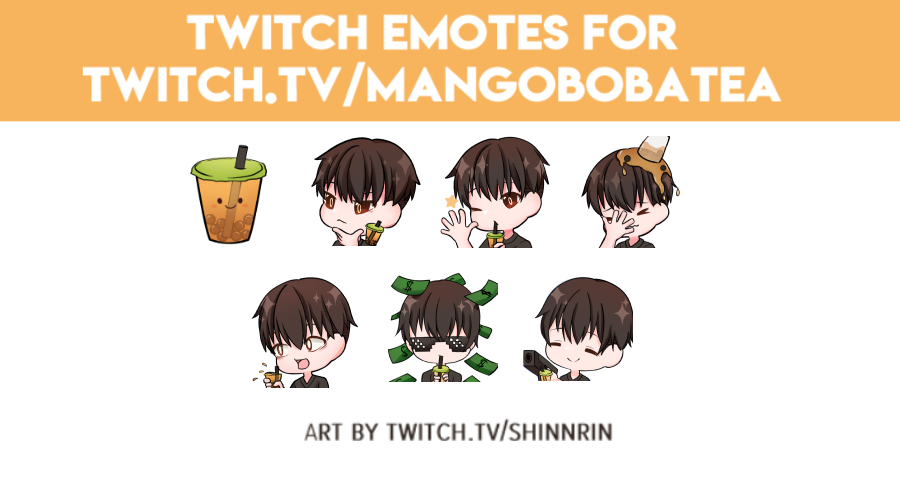 TWITCH EMOTES FOR
TWITCH.TV/MANGOBOBATEA
ART BY TWITCH.TV/SHINNRIN